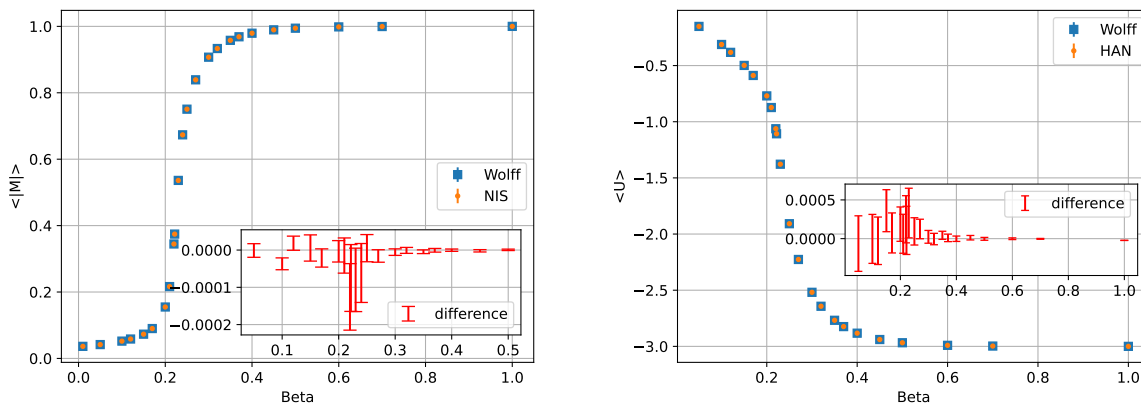 1.0
0.8
0.6
0.4
0.2
0.0
<|M|>
Wolff
NIS
0.0000
−0.0001
−0.0002
difference
0.1 0.2 0.3 0.4 0.5
0.0 0.2 0.4 0.6 0.8 1.0
Beta
−0.5
−1.0
−1.5
−2.0
−2.5
−3.0
<U>
Wolff
HAN
0.0005
0.0000
difference
0.2 0.4 0.6 0.8 1.0
0.2 0.4 0.6 0.8 1.0
Beta